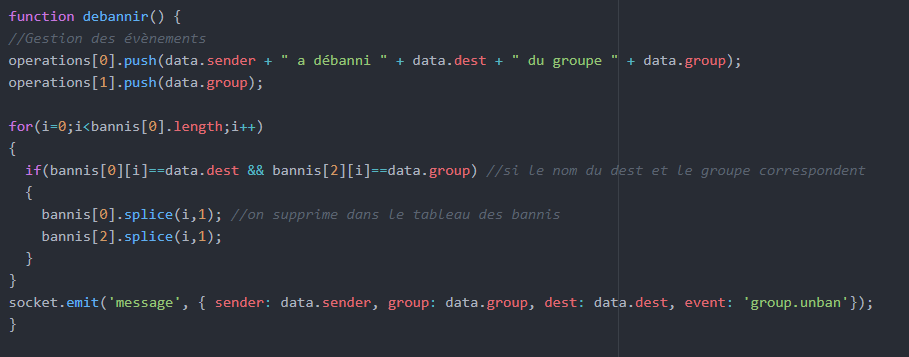 function debannir() {
//Gestion des évènements
operations[0].push(data.sender + " a débanni " + data.dest + " du groupe " + data.group);
operations[1].push(data.group);
for(i=0;i<bannis[0].length;i++)
{
if(bannis[0][i]==data.dest && bannis[2][i]==data.group) //si le nom du dest et le groupe correspondent
{
bannis[0].splice(i,1); //on supprime dans le tableau des bannis
bannis[2].splice(i,1);
}
}
socket.emit('message', { sender: data.sender, group: data.group, dest: data.dest, event: 'group.unban'});
}